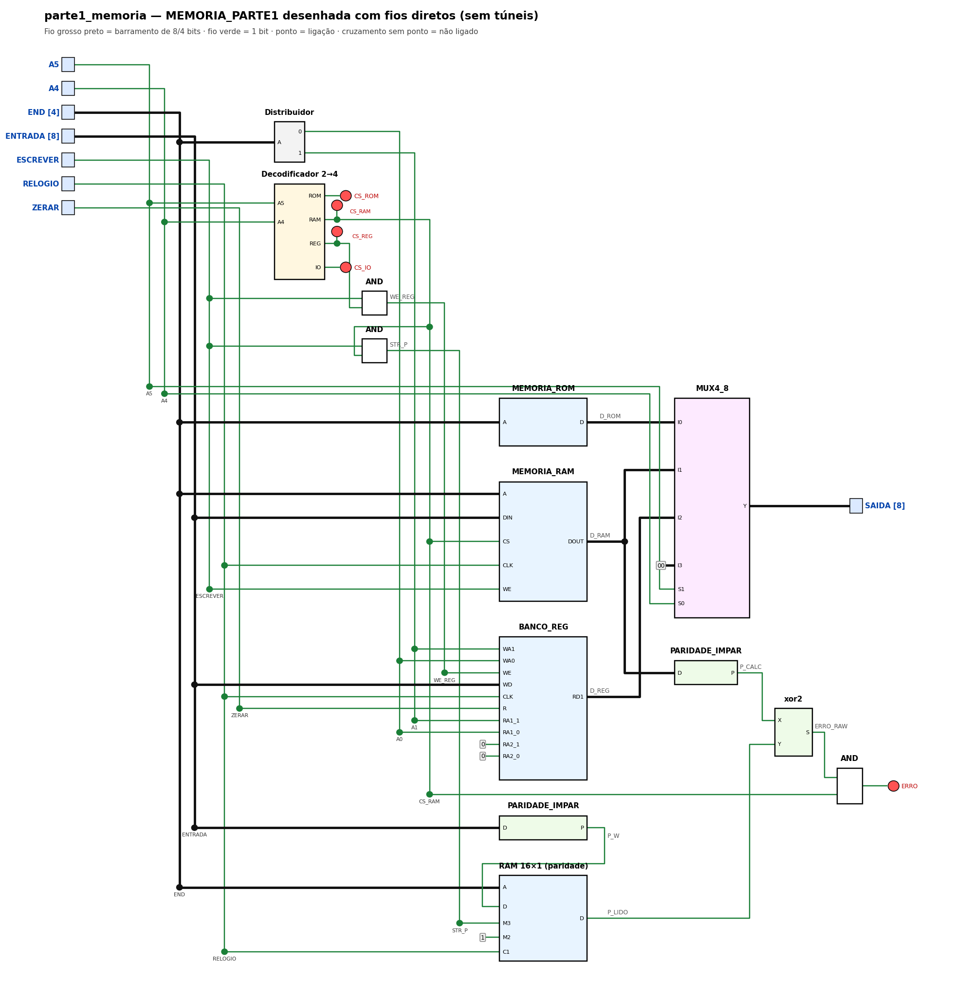 parte1_memoria — MEMORIA_PARTE1 desenhada com fios diretos (sem túneis)
Fio grosso preto = barramento de 8/4 bits · fio verde = 1 bit · ponto = ligação · cruzamento sem ponto = não ligado
A5
A4
END [4]
ENTRADA [8]
ESCREVER
RELOGIO
ZERAR
Distribuidor
0
A
1
Decodificador 2→4
ROM
CS_ROM
A5
CS_RAM
RAM
A4
CS_REG
REG
IO
CS_IO
AND
WE_REG
AND
STR_P
A5
A4
MEMORIA_ROM
A
D
D_ROM
MUX4_8
I0
I1
I2
I3
00
S1
S0
Y
SAIDA [8]
MEMORIA_RAM
A
DIN
CS
CLK
WE
DOUT
D_RAM
ESCREVER
BANCO_REG
WA1
WA0
WE
WE_REG
WD
CLK
R
ZERAR
RA1_1
A1
RA1_0
A0
RA2_1
0
RA2_0
0
RD1
D_REG
PARIDADE_IMPAR
D
P
P_CALC
xor2
X
Y
S
ERRO_RAW
AND
ERRO
CS_RAM
PARIDADE_IMPAR
D
P
P_W
ENTRADA
RAM 16×1 (paridade)
A
END
D
M3
STR_P
M2
1
C1
RELOGIO
D
P_LIDO